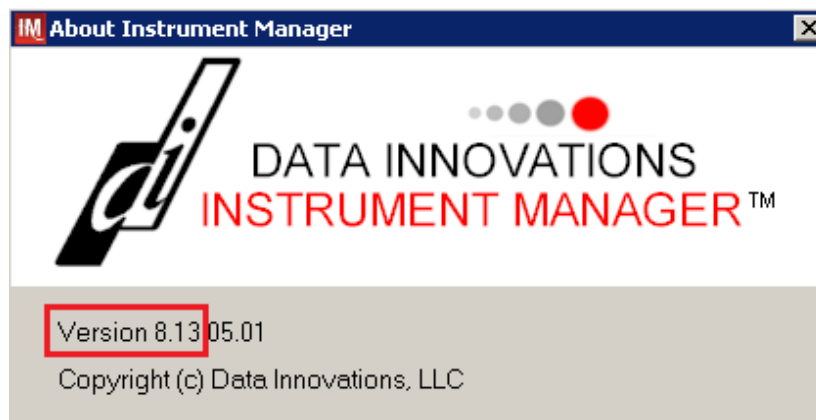 IM About Instrument Manager
di
DATA INNOVATIONS
INSTRUMENT MANAGER™
Version 8.13.05.01
Copyright (c) Data Innovations, LLC